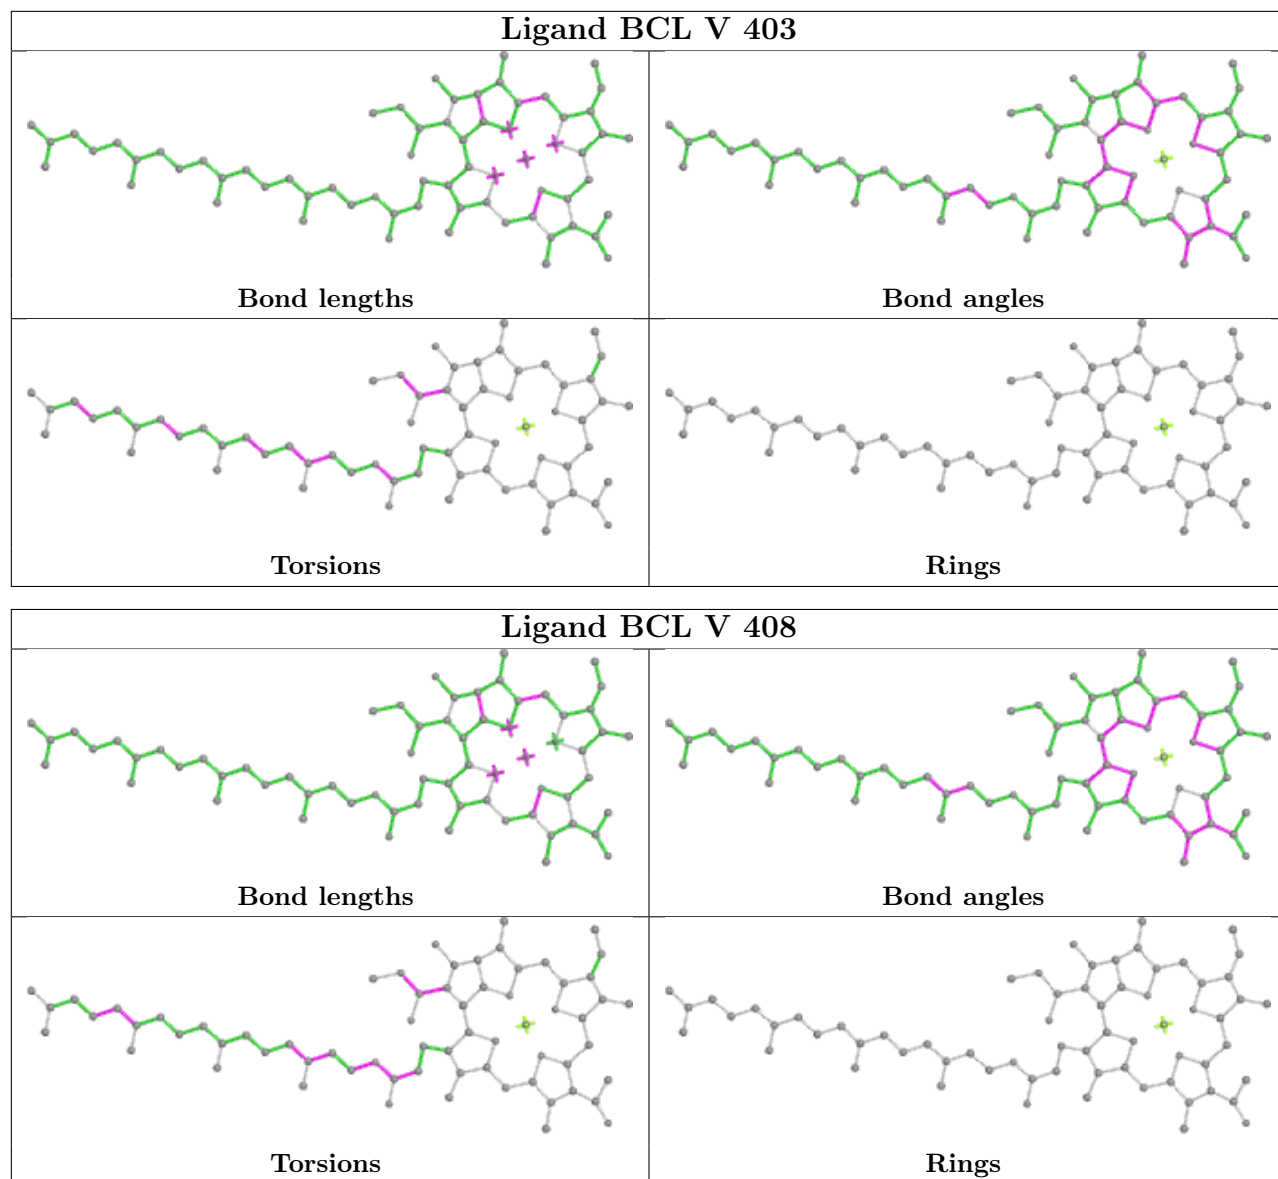 Ligand BCL V 403
Bond lengths
Bond angles
Torsions
Rings
Ligand BCL V 408
Bond lengths
Bond angles
Torsions
Rings